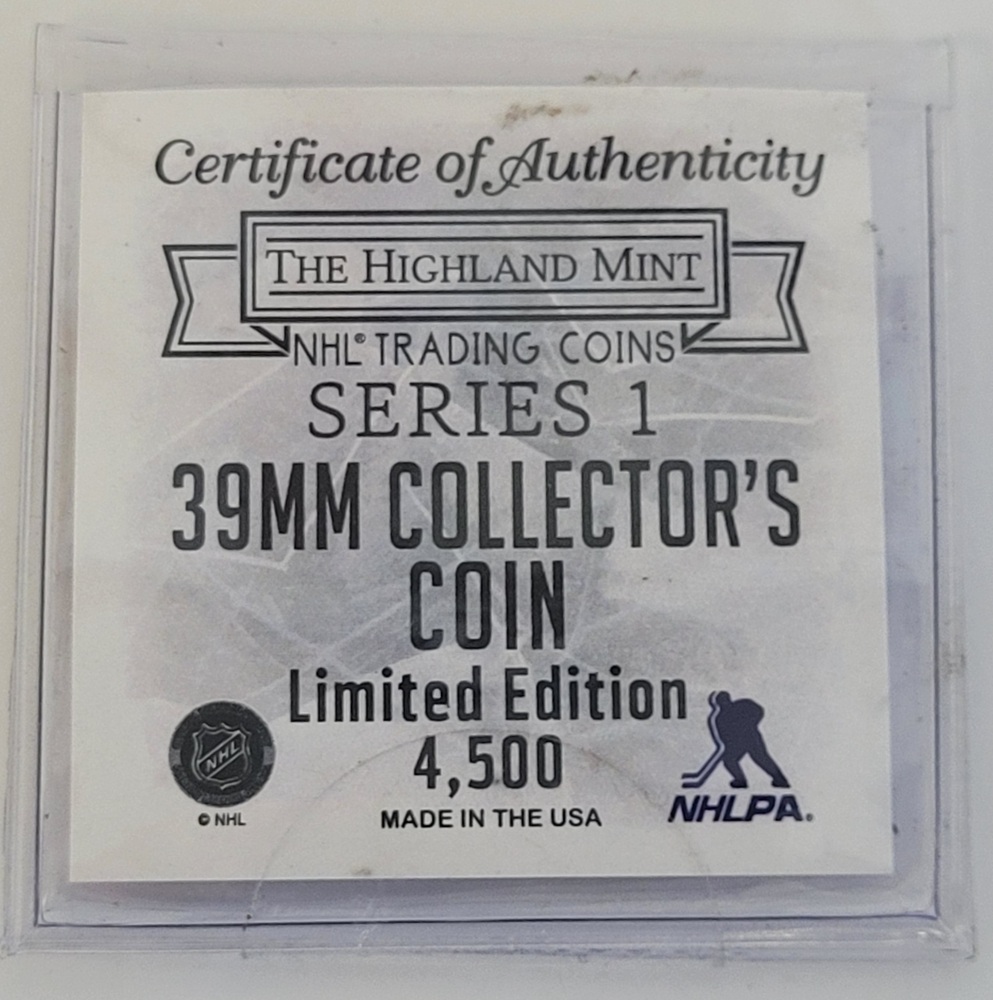 Certificate of Authenticity
THE HIGHLAND MINT
NHL® TRADING COINS
SERIES 1
39MM COLLECTOR'S
COIN
Limited Edition
4,500
NHL
© NHL
MADE IN THE USA
NHLPA.